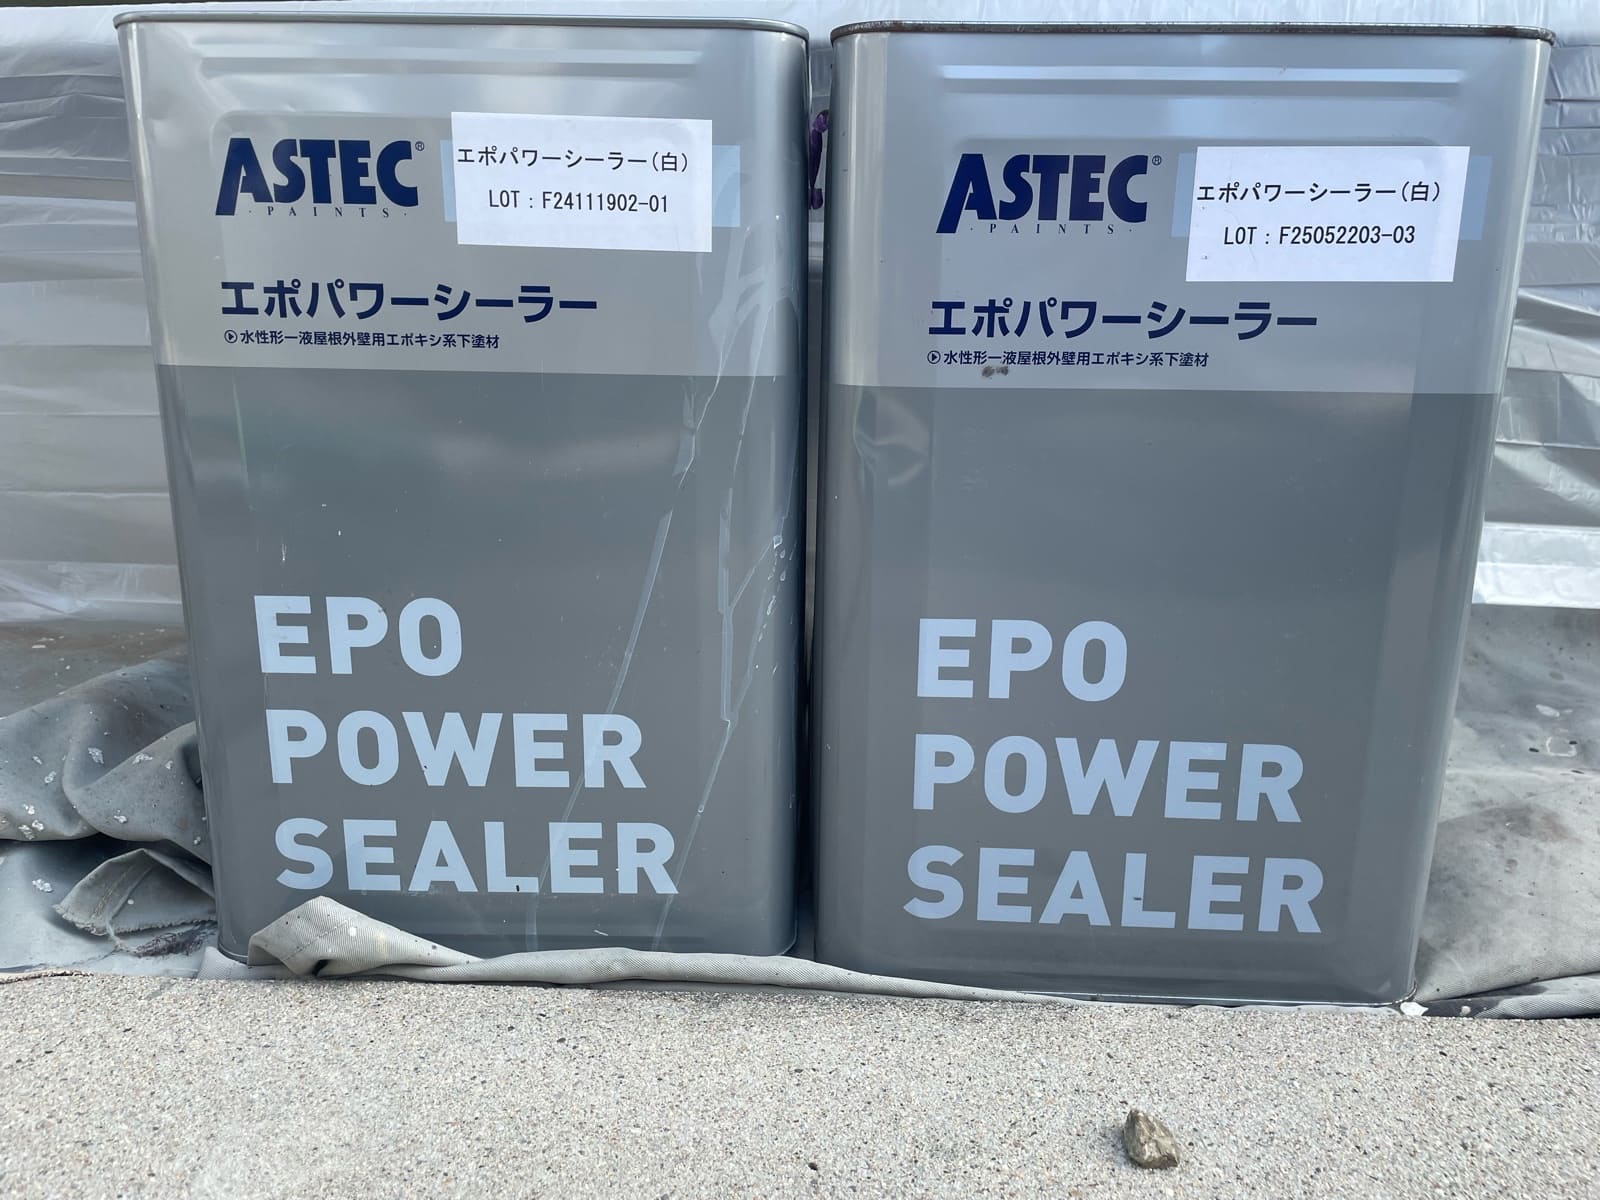 ASTEC®
・PAINTS・
エポパワーシーラー(白)
LOT：F24111902-01
エポパワーシーラー
水性形一液屋根外壁用エポキシ系下塗材
EPO
POWER
SEALER
ASTEC®
・PAINTS・
エポパワーシーラー(白)
LOT：F25052203-03
エポパワーシーラー
水性形一液屋根外壁用エポキシ系下塗材
EPO
POWER
SEALER